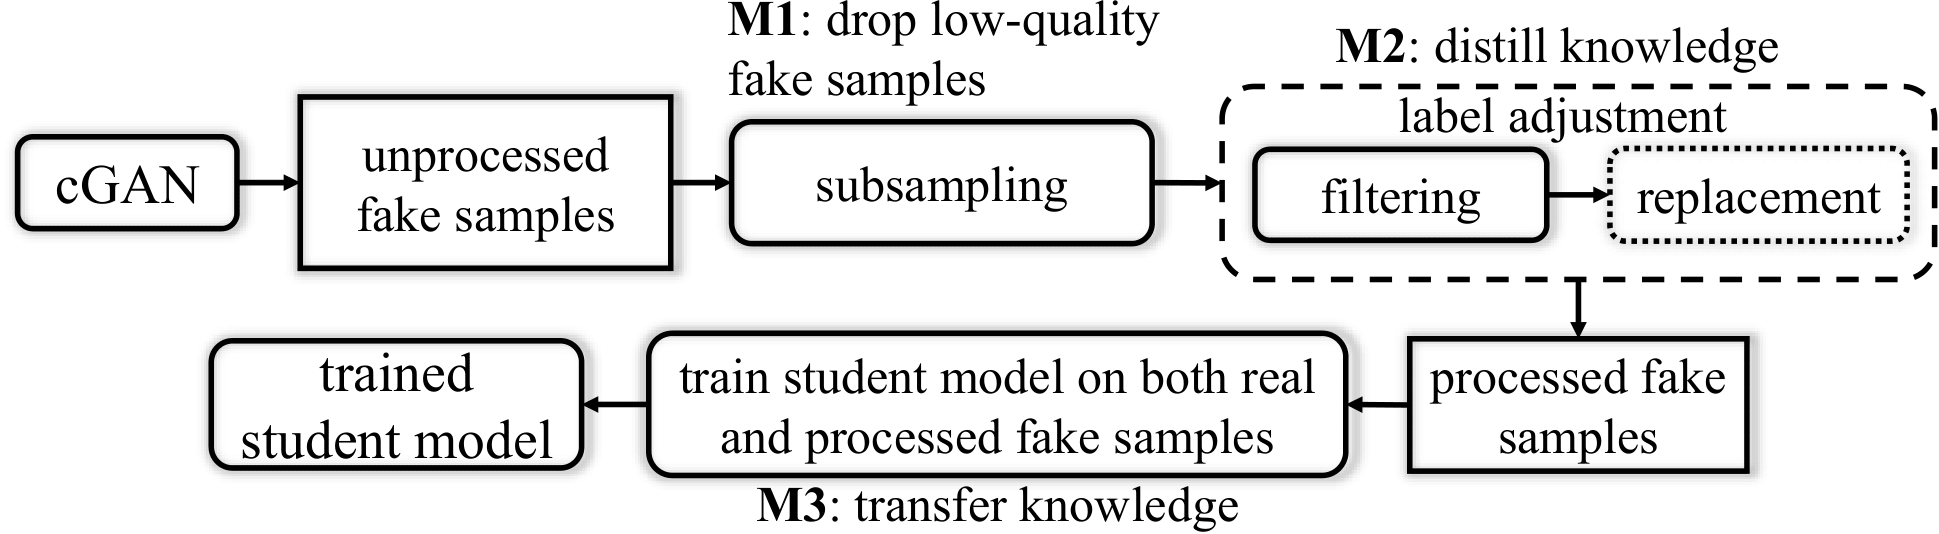 M1: drop low-quality
fake samples
M2: distill knowledge
cGAN
unprocessed
fake samples
subsampling
label adjustment
filtering
replacement
processed fake
samples
train student model on both real
and processed fake samples
M3: transfer knowledge
trained
student model